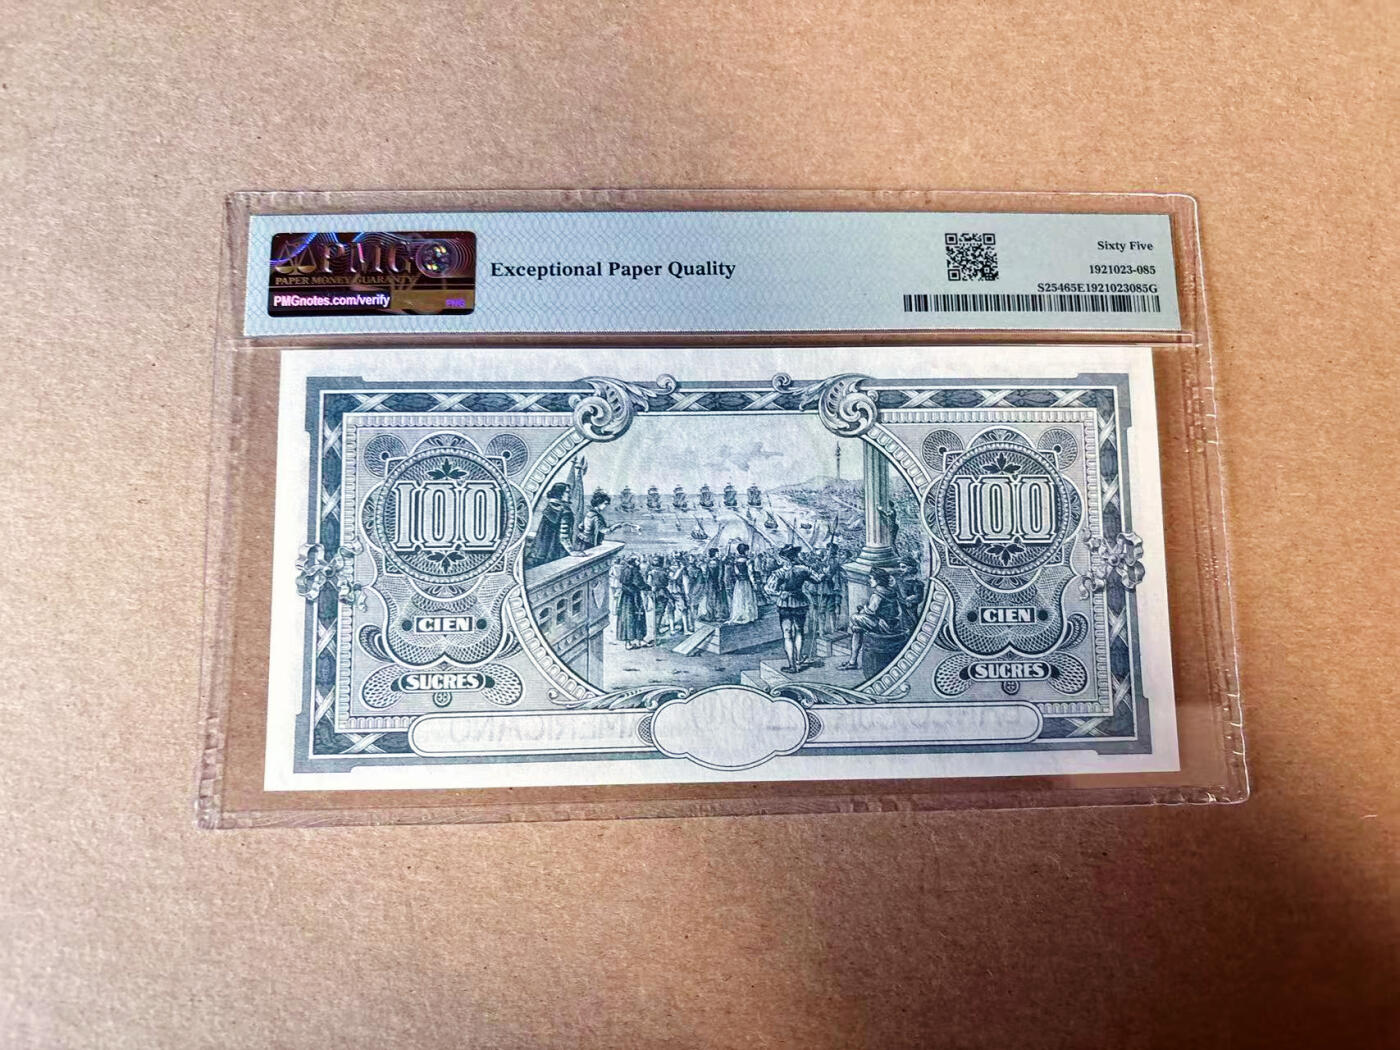 PMG
PAPER MONEY GUARANTY
PMGnotes.com/verify
PMG
Exceptional Paper Quality
Sixty Five
1921023-085
S25465E1921023085G
100
100
CIEN
CIEN
SUCRES
SUCRES